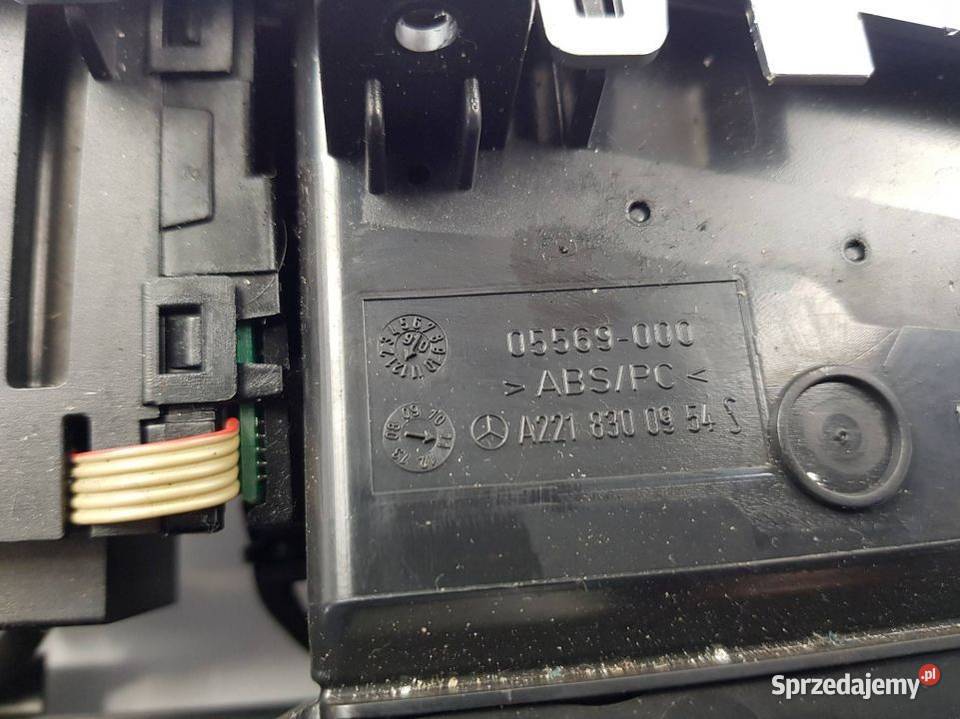 05569-000
> ABS/PC <
A221 830 09 54
Sprzedajemy.pl